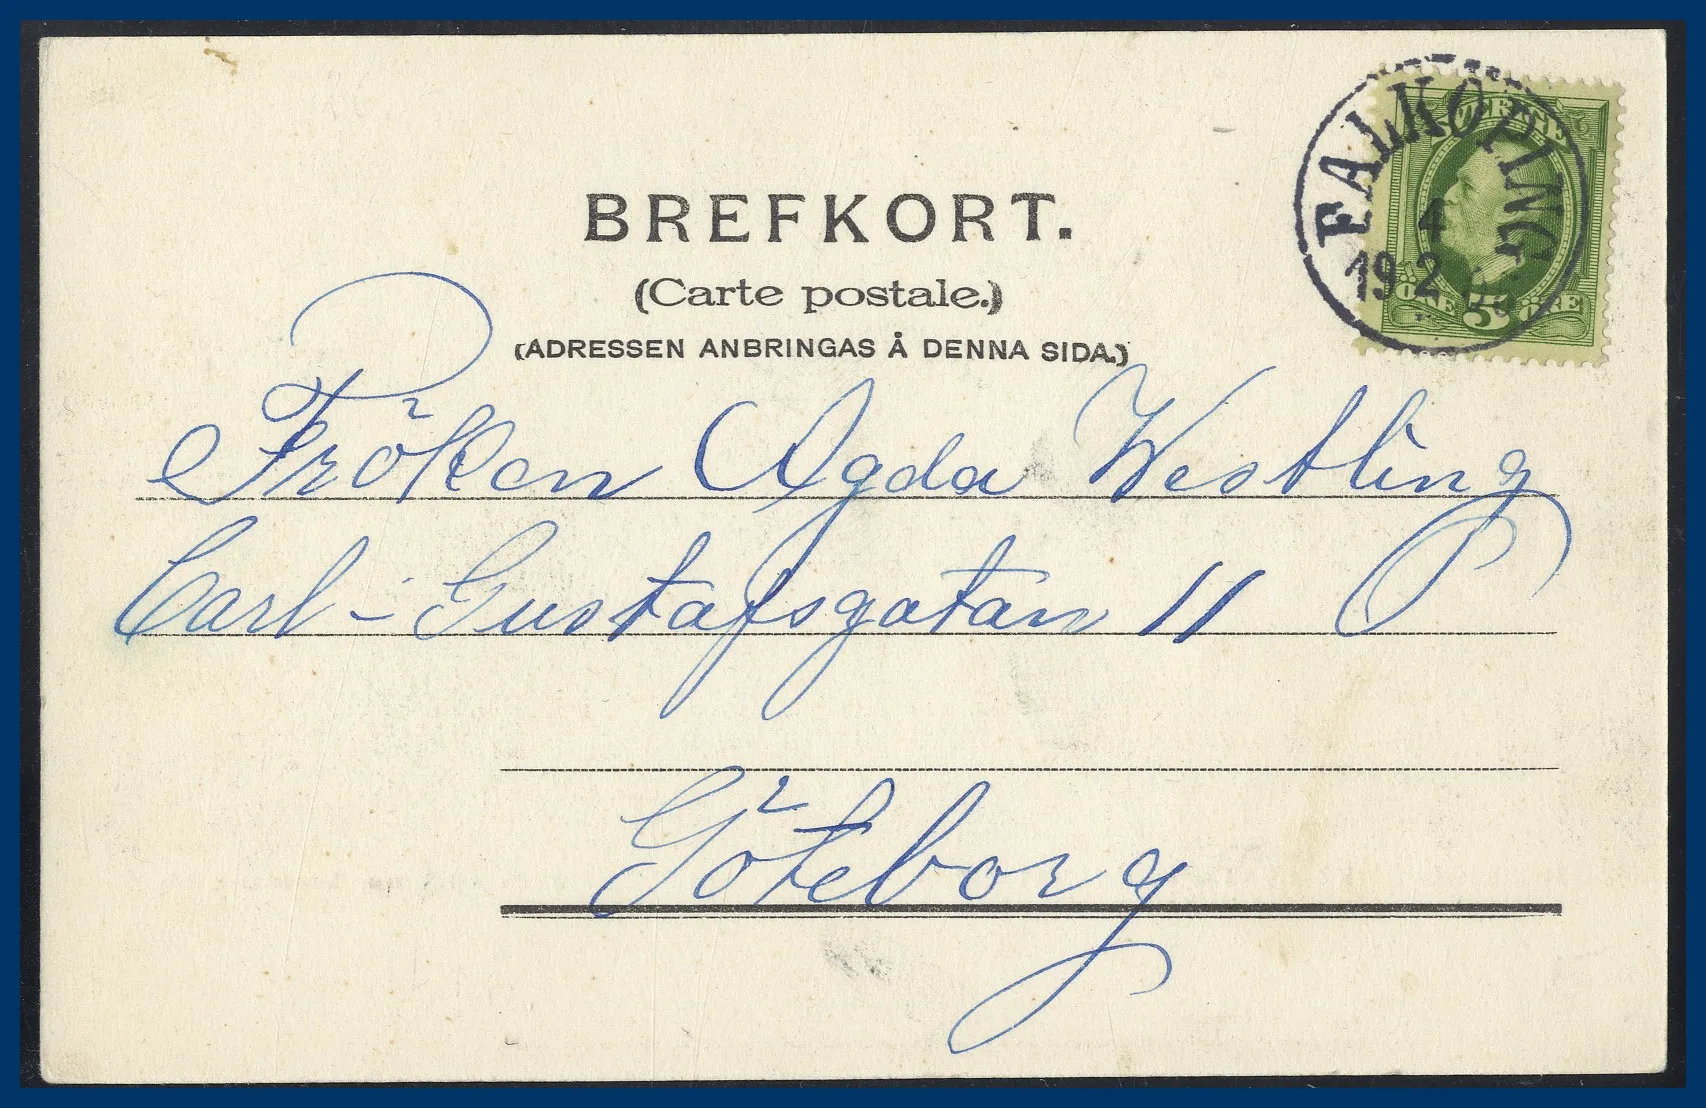 FALKÖPING
4
19 2
SVERIGE
ÖRE 5 ÖRE
BREFKORT.
(Carte postale.)
(ADRESSEN ANBRINGAS Å DENNA SIDA.)
Fröken Agda Westling
Carl-Gustafsgatan 11
Göteborg